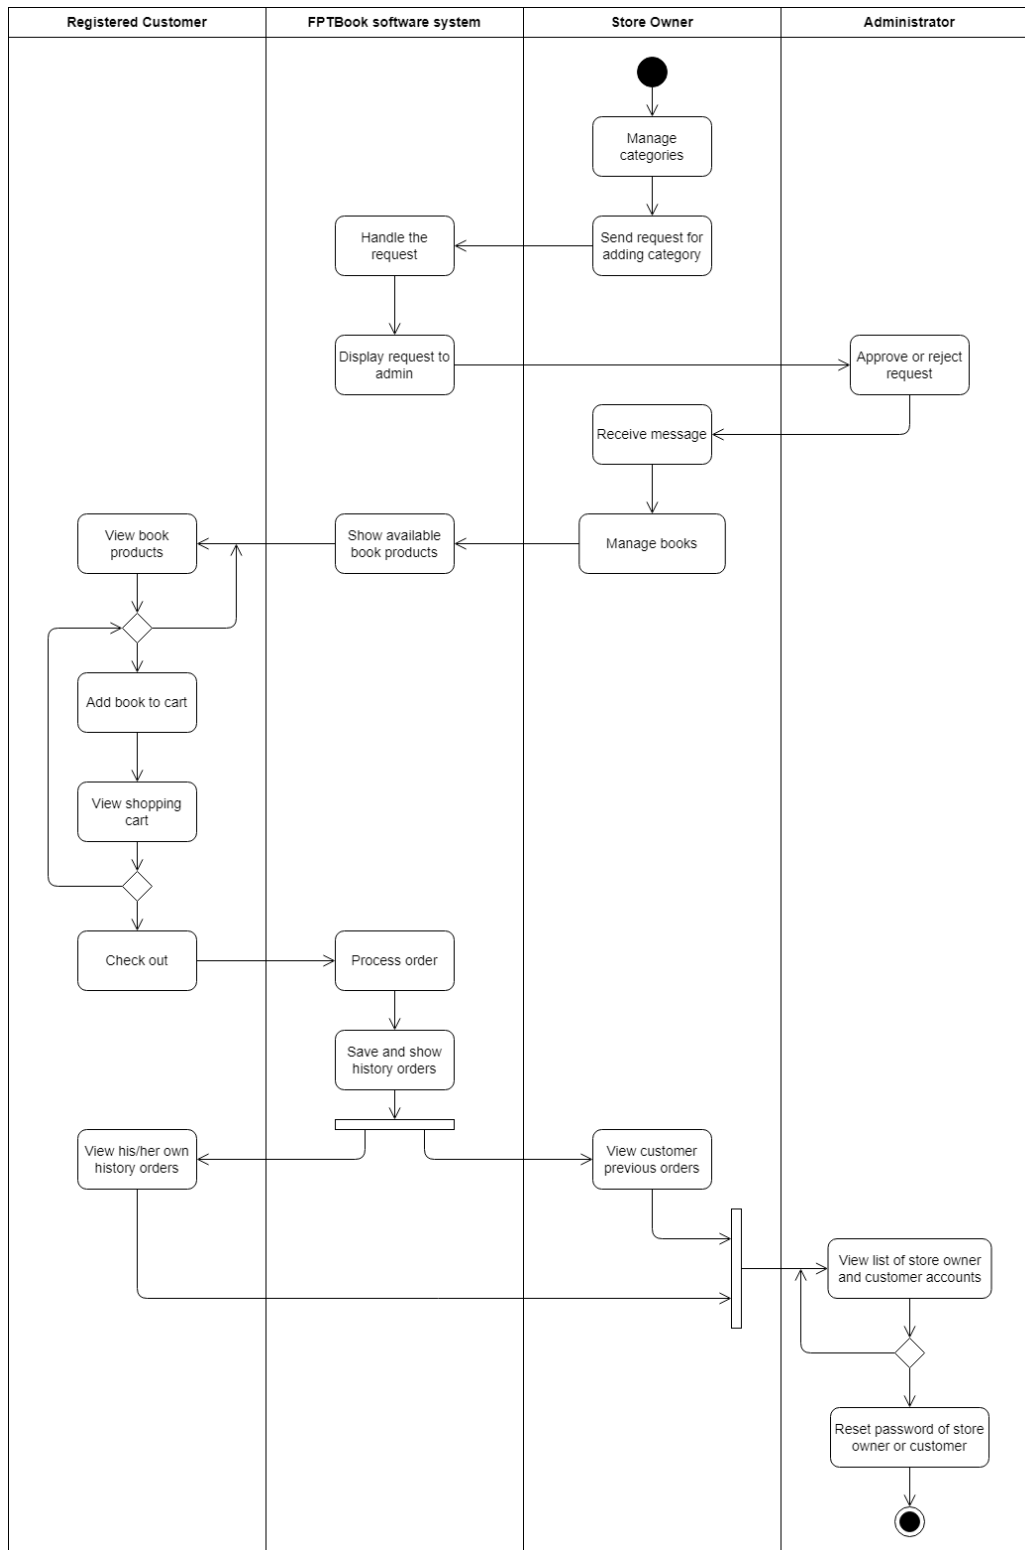 Registered Customer
FPTBook software system
Store Owner
Administrator
Manage
categories
Handle the
request
Send request for
adding category
Display request to
admin
Approve or reject
request
Receive message
View book
products
Show available
book products
Manage books
Add book to cart
View shopping
cart
Check out
Process order
Save and show
history orders
View his/her own
history orders
View customer
previous orders
View list of store owner
and customer accounts
Reset password of store
owner or customer